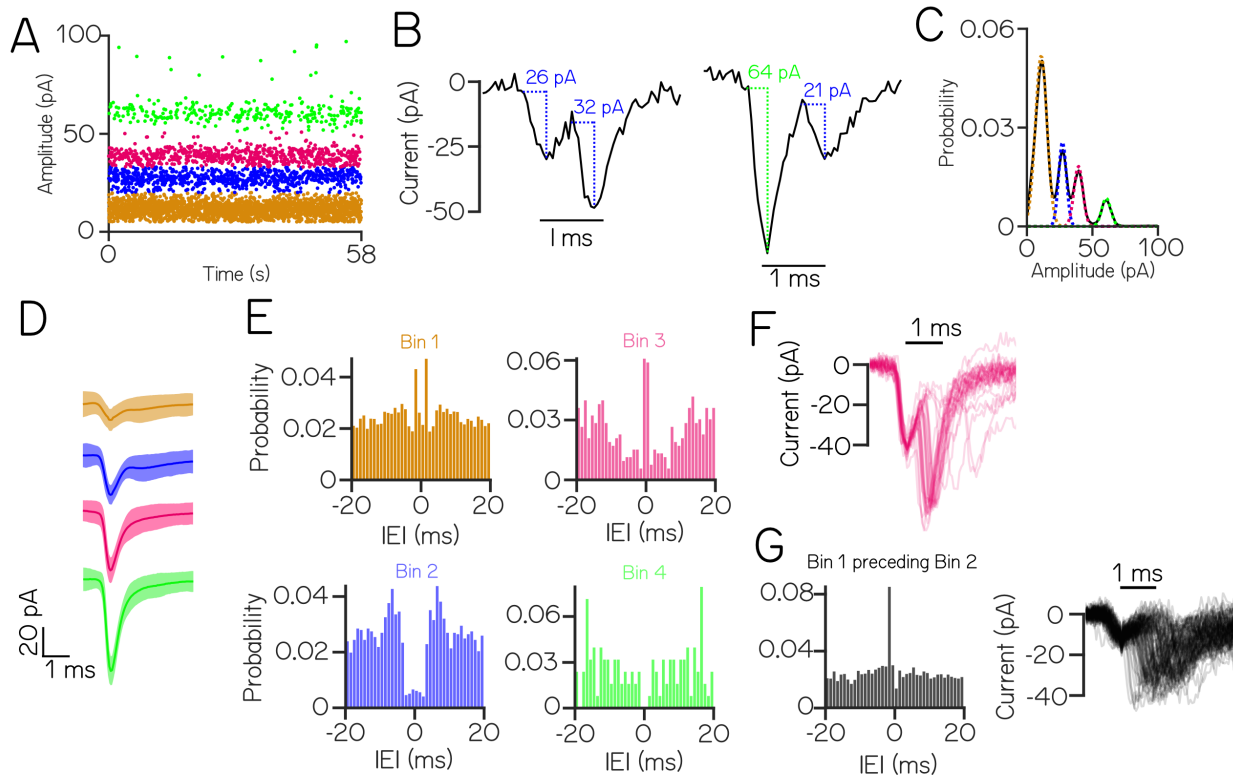 A
100
50
0
Amplitude (pA)
0
58
Time (s)
B
0
-25
-50
Current (pA)
26 pA
32 pA
1 ms
64 pA
21 pA
1 ms
C
0.06
0.03
0
Probability
0
50
100
Amplitude (pA)
D
20 pA
1 ms
E
Bin 1
0.04
0.02
0
Probability
-20
0
20
IEI (ms)
Bin 3
0.06
0.03
0
-20
0
20
IEI (ms)
Bin 2
0.04
0.02
0
Probability
-20
0
20
IEI (ms)
Bin 4
0.06
0.03
0
-20
0
20
IEI (ms)
F
1 ms
0
-20
-40
Current (pA)
G
Bin 1 preceding Bin 2
0.08
0.04
0
-20
0
20
IEI (ms)
1 ms
0
-20
-40
Current (pA)